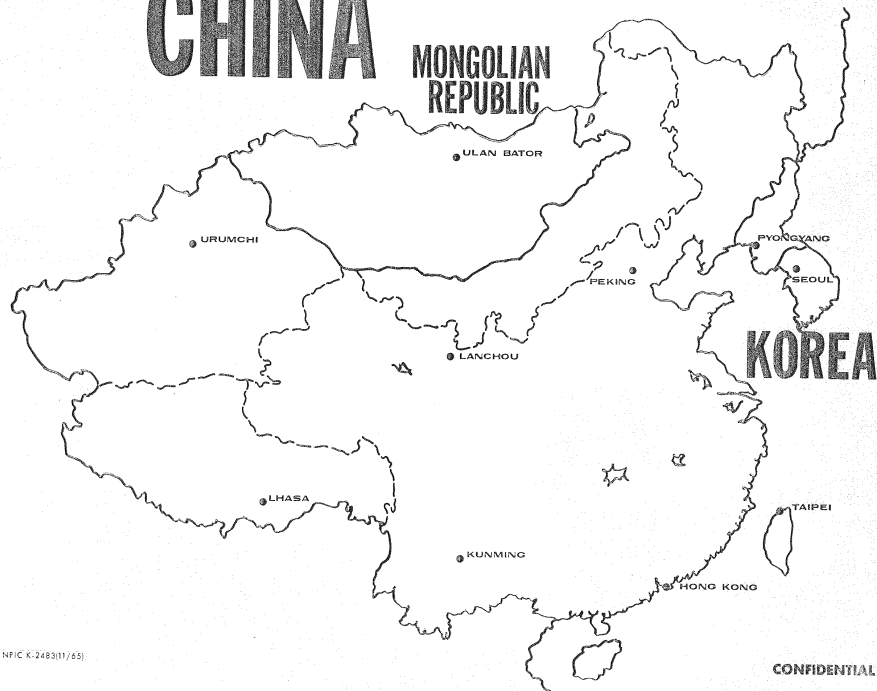 CHINA
MONGOLIAN
REPUBLIC
ULAN BATOR
URUMCHI
PYONGYANG
PEKING
SEOUL
KOREA
LANCHOU
LHASA
TAIPEI
KUNMING
HONG KONG
NPIC K-2483(11/65)
CONFIDENTIAL